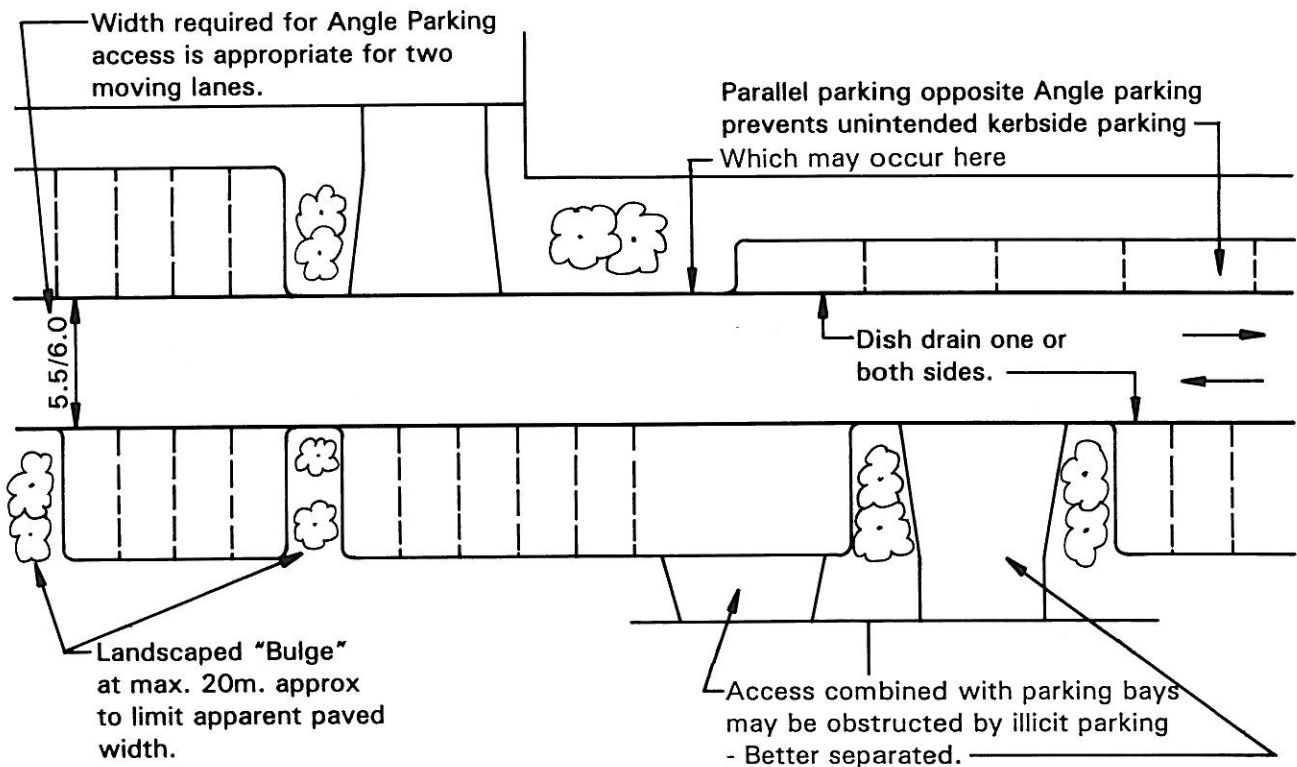 Width required for Angle Parking
access is appropriate for two
moving lanes.
Parallel parking opposite Angle parking
prevents unintended kerbside parking
Which may occur here
5.5/6.0
Dish drain one or
both sides.
Landscaped "Bulge"
at max. 20m. approx
to limit apparent paved
width.
Access combined with parking bays
may be obstructed by illicit parking
- Better separated.